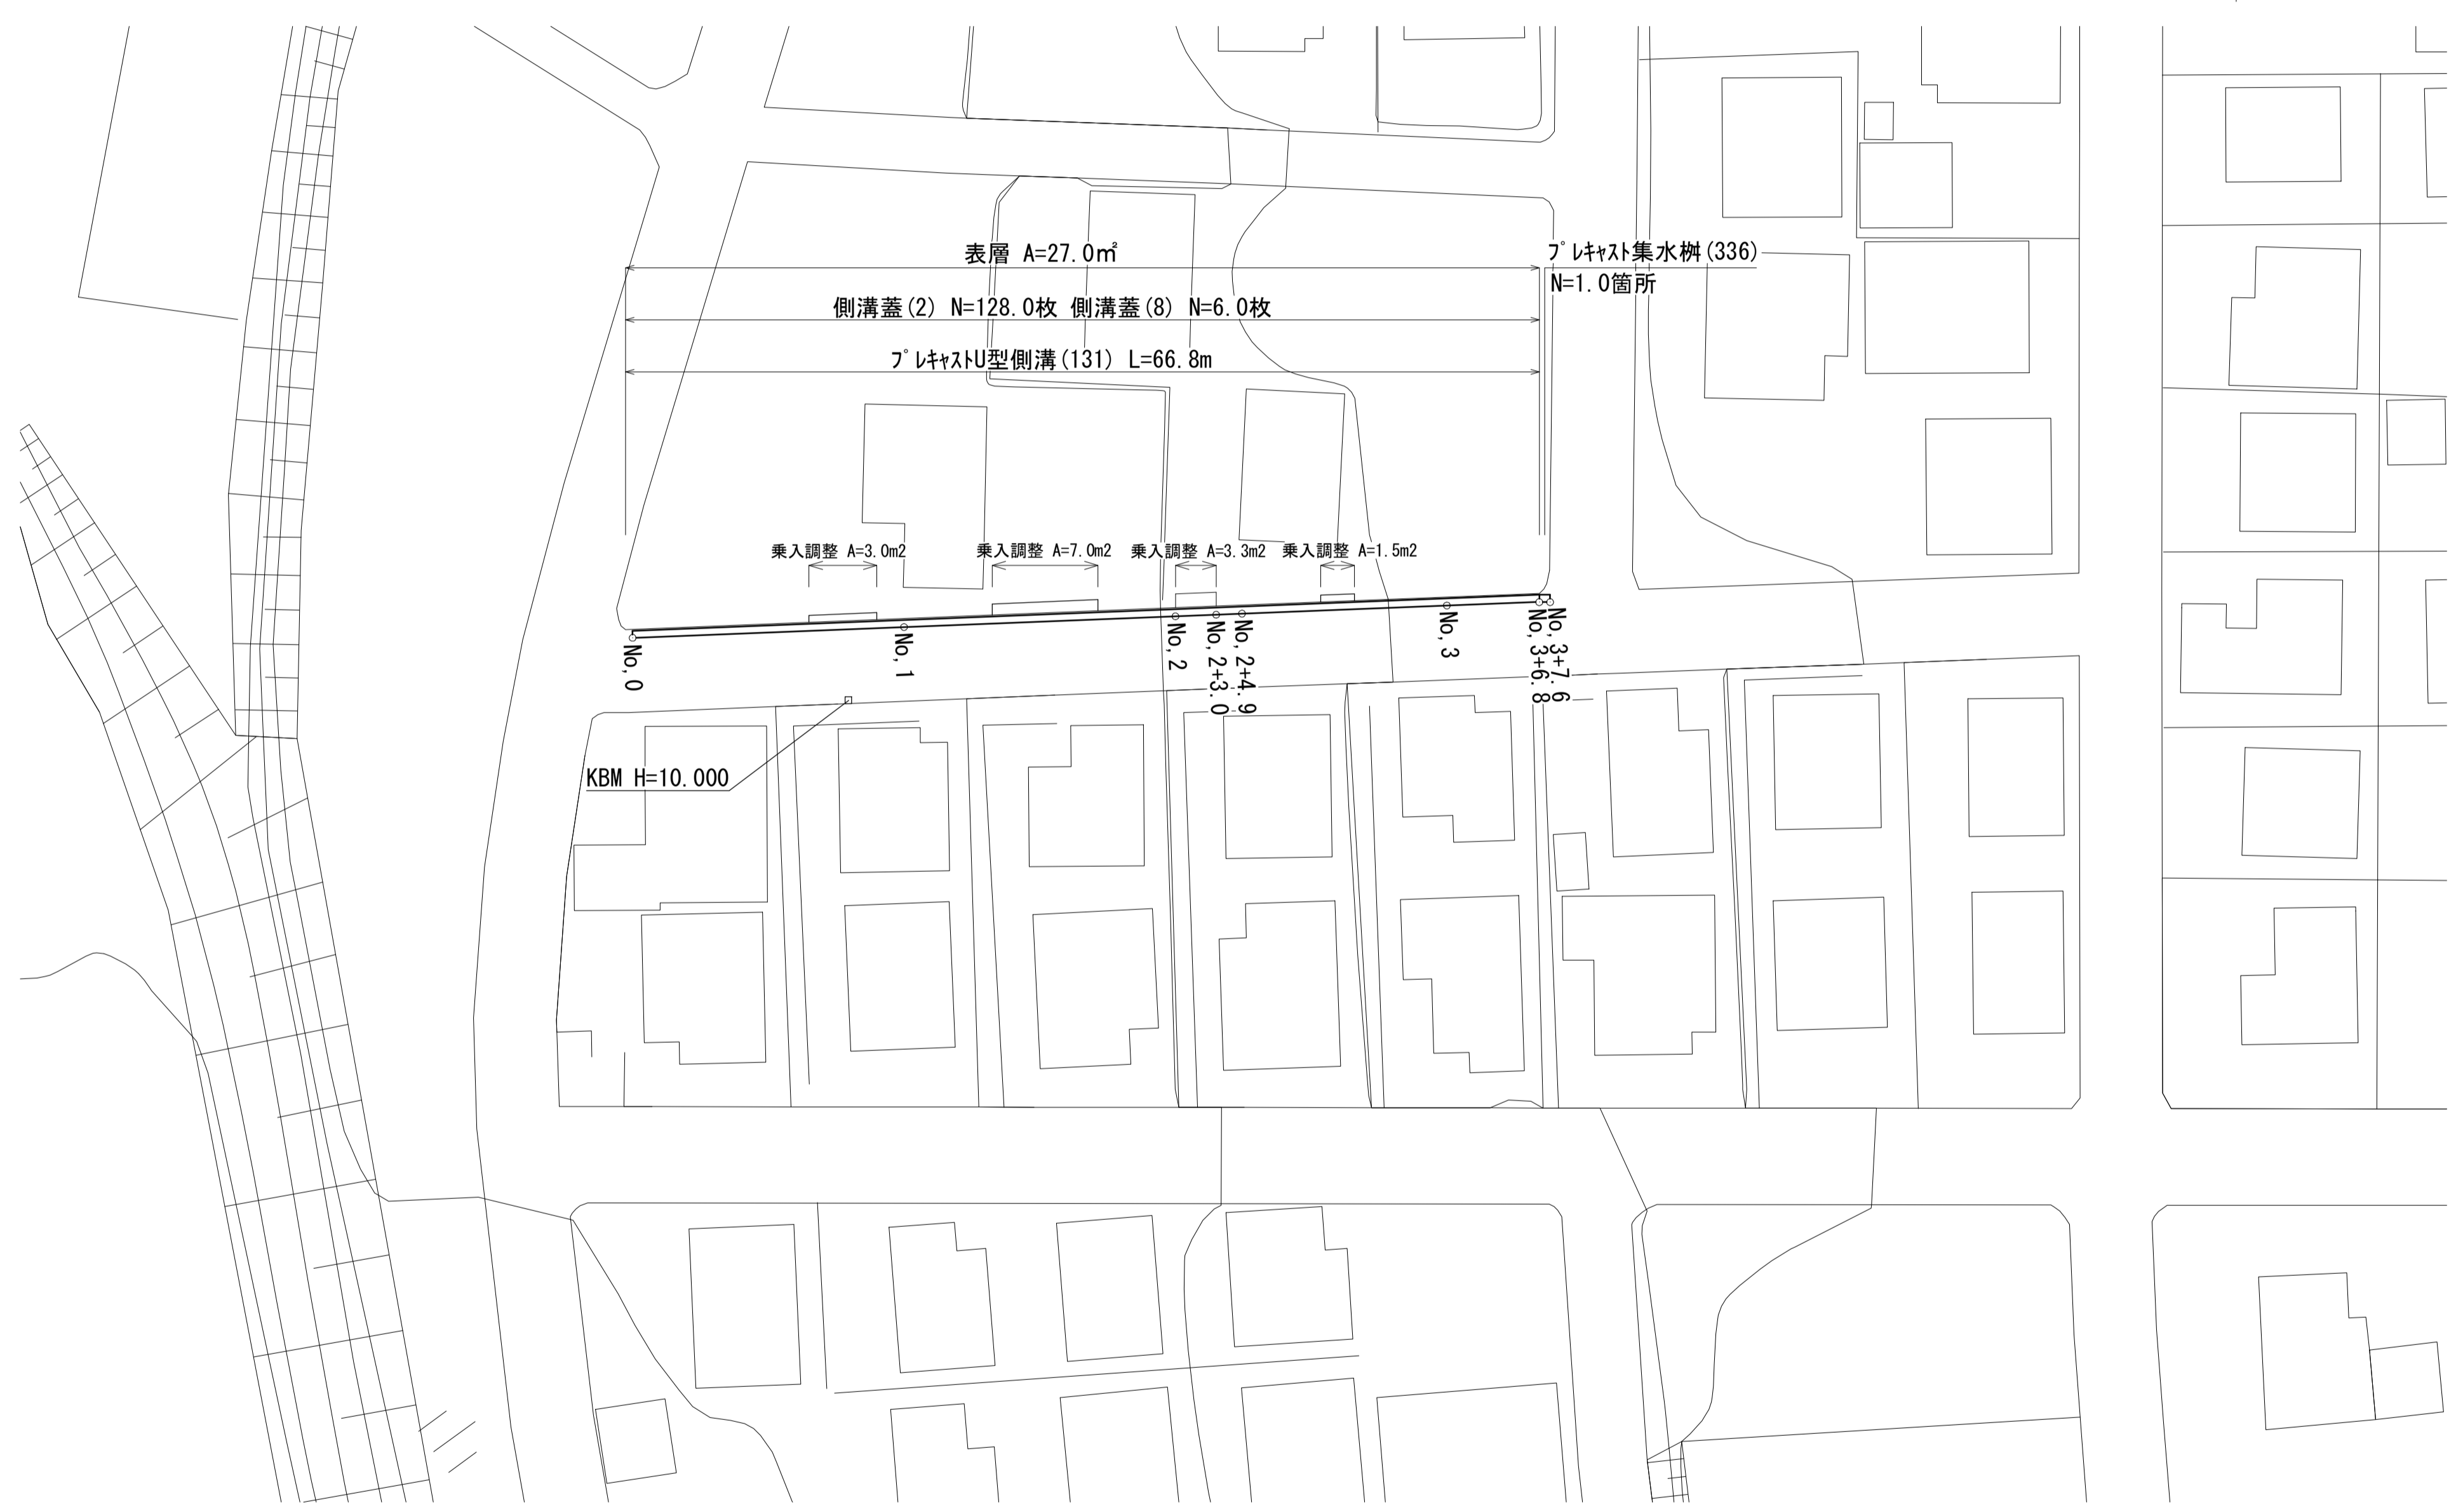 表層 A=27.0㎡
ﾌﾟﾚｷｬｽﾄ集水桝(336)
N=1.0箇所
側溝蓋(2) N=128.0枚 側溝蓋(8) N=6.0枚
ﾌﾟﾚｷｬｽﾄU型側溝(131) L=66.8m
乗入調整 A=3.0m2
乗入調整 A=7.0m2
乗入調整 A=3.3m2
乗入調整 A=1.5m2
No,0
No,1
No,2
No,2+3.0
No,2+4.9
No,3
No,3+6.8
No,3+7.6
KBM H=10.000